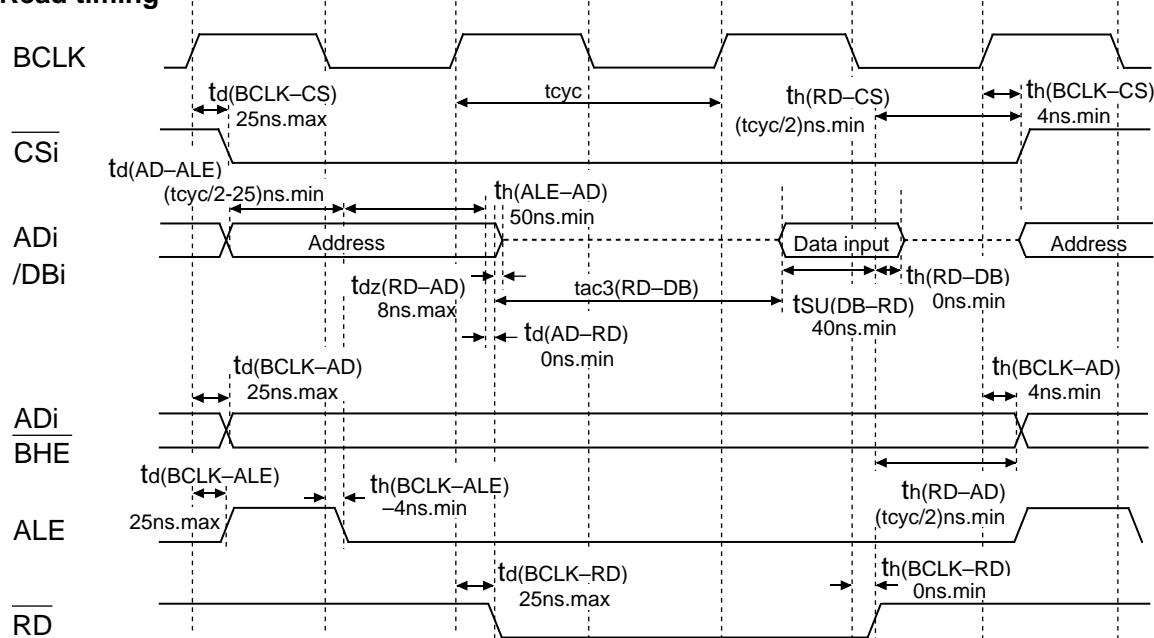 Read timing
BCLK
td(BCLK–CS)
25ns.max
tcyc
th(RD–CS)
(tcyc/2)ns.min
th(BCLK–CS)
4ns.min
CSi
td(AD–ALE)
(tcyc/2-25)ns.min
th(ALE–AD)
50ns.min
ADi
/DBi
Address
Data input
Address
tdz(RD–AD)
8ns.max
tac3(RD–DB)
th(RD–DB)
0ns.min
tSU(DB–RD)
40ns.min
td(AD–RD)
0ns.min
td(BCLK–AD)
25ns.max
th(BCLK–AD)
4ns.min
ADi
BHE
td(BCLK–ALE)
25ns.max
th(BCLK–ALE)
–4ns.min
th(RD–AD)
(tcyc/2)ns.min
ALE
td(BCLK–RD)
25ns.max
th(BCLK–RD)
0ns.min
RD